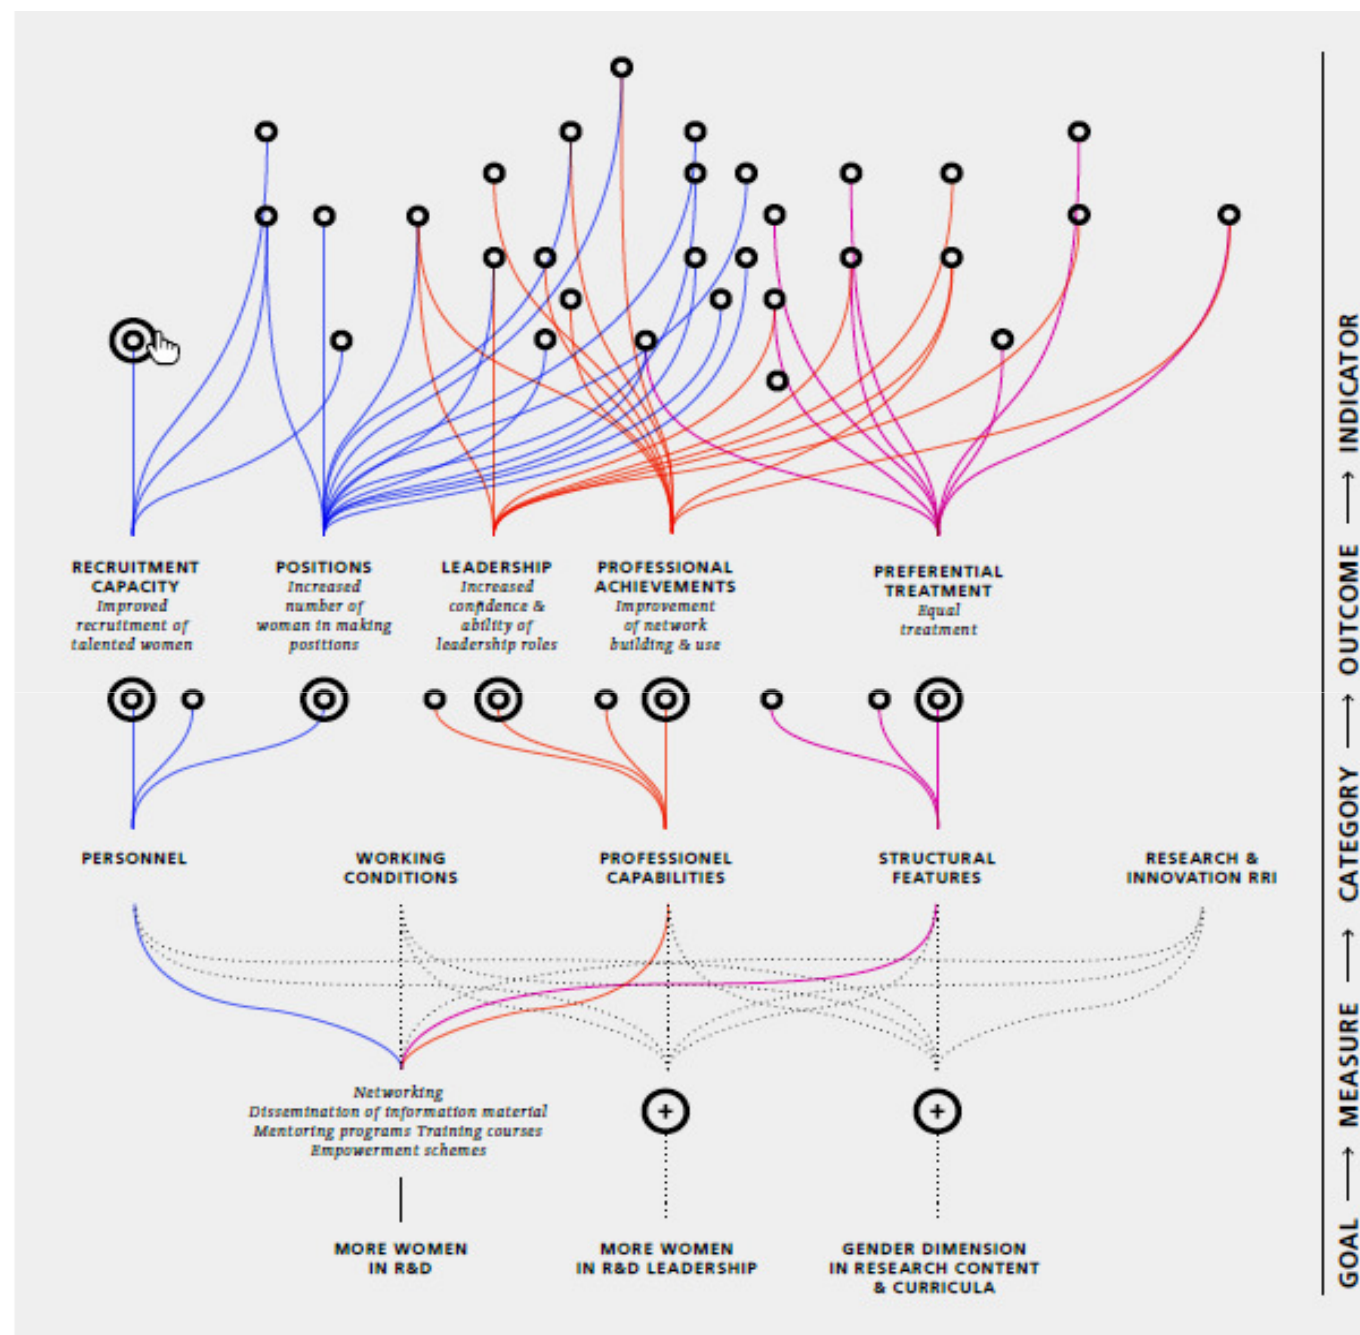 RECRUITMENT
CAPACITY
Improved
recruitment of
talented women
POSITIONS
Increased
number of
woman in making
positions
LEADERSHIP
Increased
confidence &
ability of
leadership roles
PROFESSIONAL
ACHIEVEMENTS
Improvement
of network
building & use
PREFERENTIAL
TREATMENT
Equal
treatment
PERSONNEL
WORKING
CONDITIONS
PROFESSIONEL
CAPABILITIES
STRUCTURAL
FEATURES
RESEARCH &
INNOVATION RRI
Networking
Dissemination of information material
Mentoring programs Training courses
Empowerment schemes
MORE WOMEN
IN R&D
MORE WOMEN
IN R&D LEADERSHIP
GENDER DIMENSION
IN RESEARCH CONTENT
& CURRICULA
GOAL → MEASURE → CATEGORY → OUTCOME → INDICATOR